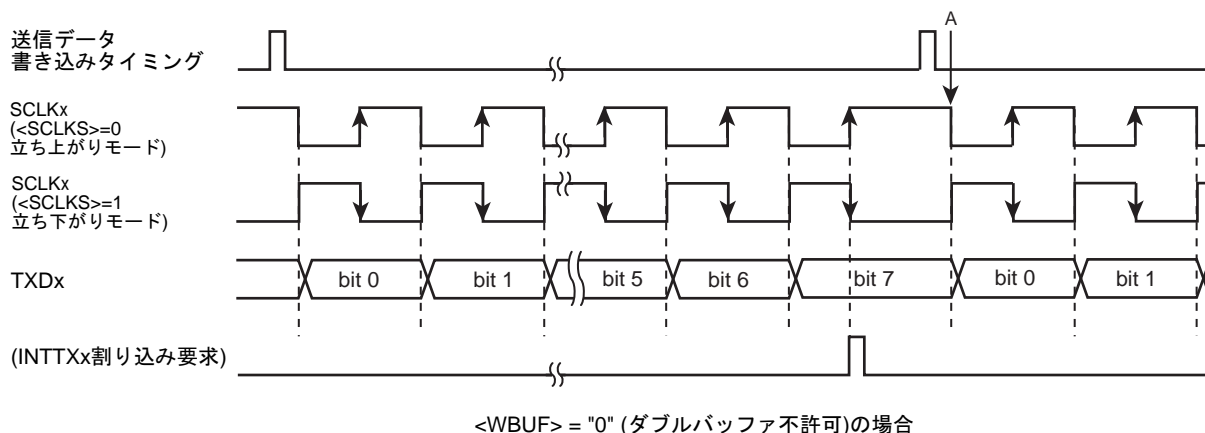 送信データ
書き込みタイミング
A
SCLKx
(<SCLKS>=0
立ち上がりモード)
SCLKx
(<SCLKS>=1
立ち下がりモード)
TXDx
bit 0
bit 1
bit 5
bit 6
bit 7
bit 0
bit 1
(INTTXx割り込み要求)
<WBUF> = "0" (ダブルバッファ不許可)の場合